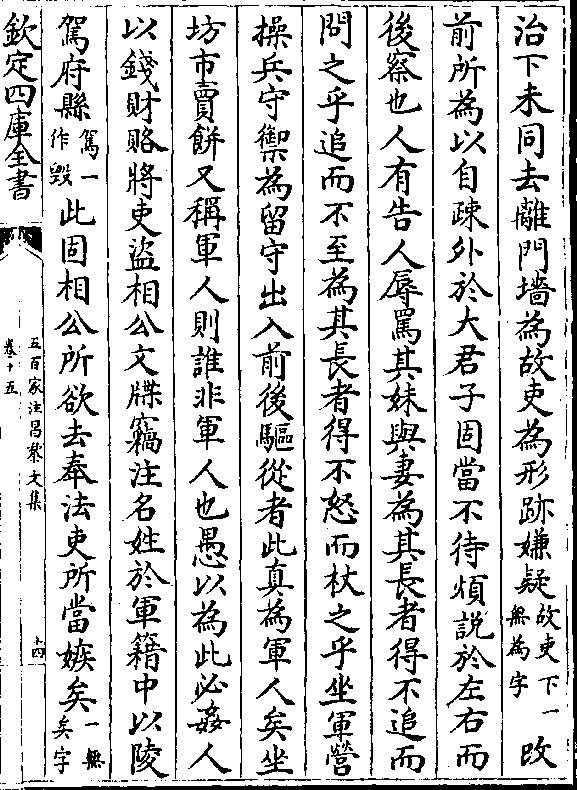 治下未同去離門墻為故吏為形跡嫌疑故吏下一無為字改
前所為以自疎外於大君子固當不待煩説於左右而
後察也人有告人辱罵其妹與妻為其長者得不追而
問之乎追而不至為其長者得不怒而杖之乎坐軍營
操兵守禦為留守出入前後驅從者此真為軍人矣坐
坊市賣餅又稱軍人則誰非軍人也愚以為此必姦人
以錢財賂將吏盜相公文牒竊注名姓於軍籍中以陵
駕府縣駕一作毀此固相公所欲去奉法吏所當嫉矣一無矣字
欽定四庫全書
五百家注昌黎文集
卷十五
十四